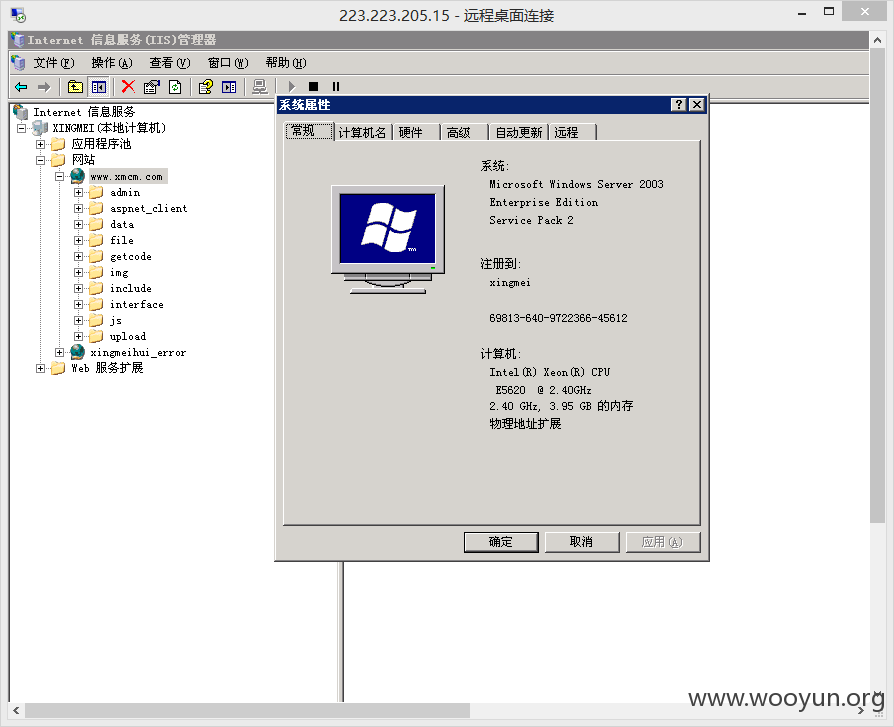 223.223.205.15 - 远程桌面连接
Internet 信息服务(IIS)管理器
文件(F) 操作(A) 查看(V) 窗口(W) 帮助(H)
Internet 信息服务
XINGMEI(本地计算机)
应用程序池
网站
www.xmcm.com
admin
aspnet_client
data
file
getcode
img
include
interface
js
upload
xingmeihui_error
Web 服务扩展
系统属性
常规 计算机名 硬件 高级 自动更新 远程
系统:
Microsoft Windows Server 2003
Enterprise Edition
Service Pack 2
注册到:
xingmei
69813-640-9722366-45612
计算机:
Intel(R) Xeon(R) CPU
E5620 @ 2.40GHz
2.40 GHz, 3.95 GB 的内存
物理地址扩展
确定 取消 应用(A)
www.wooyun.org